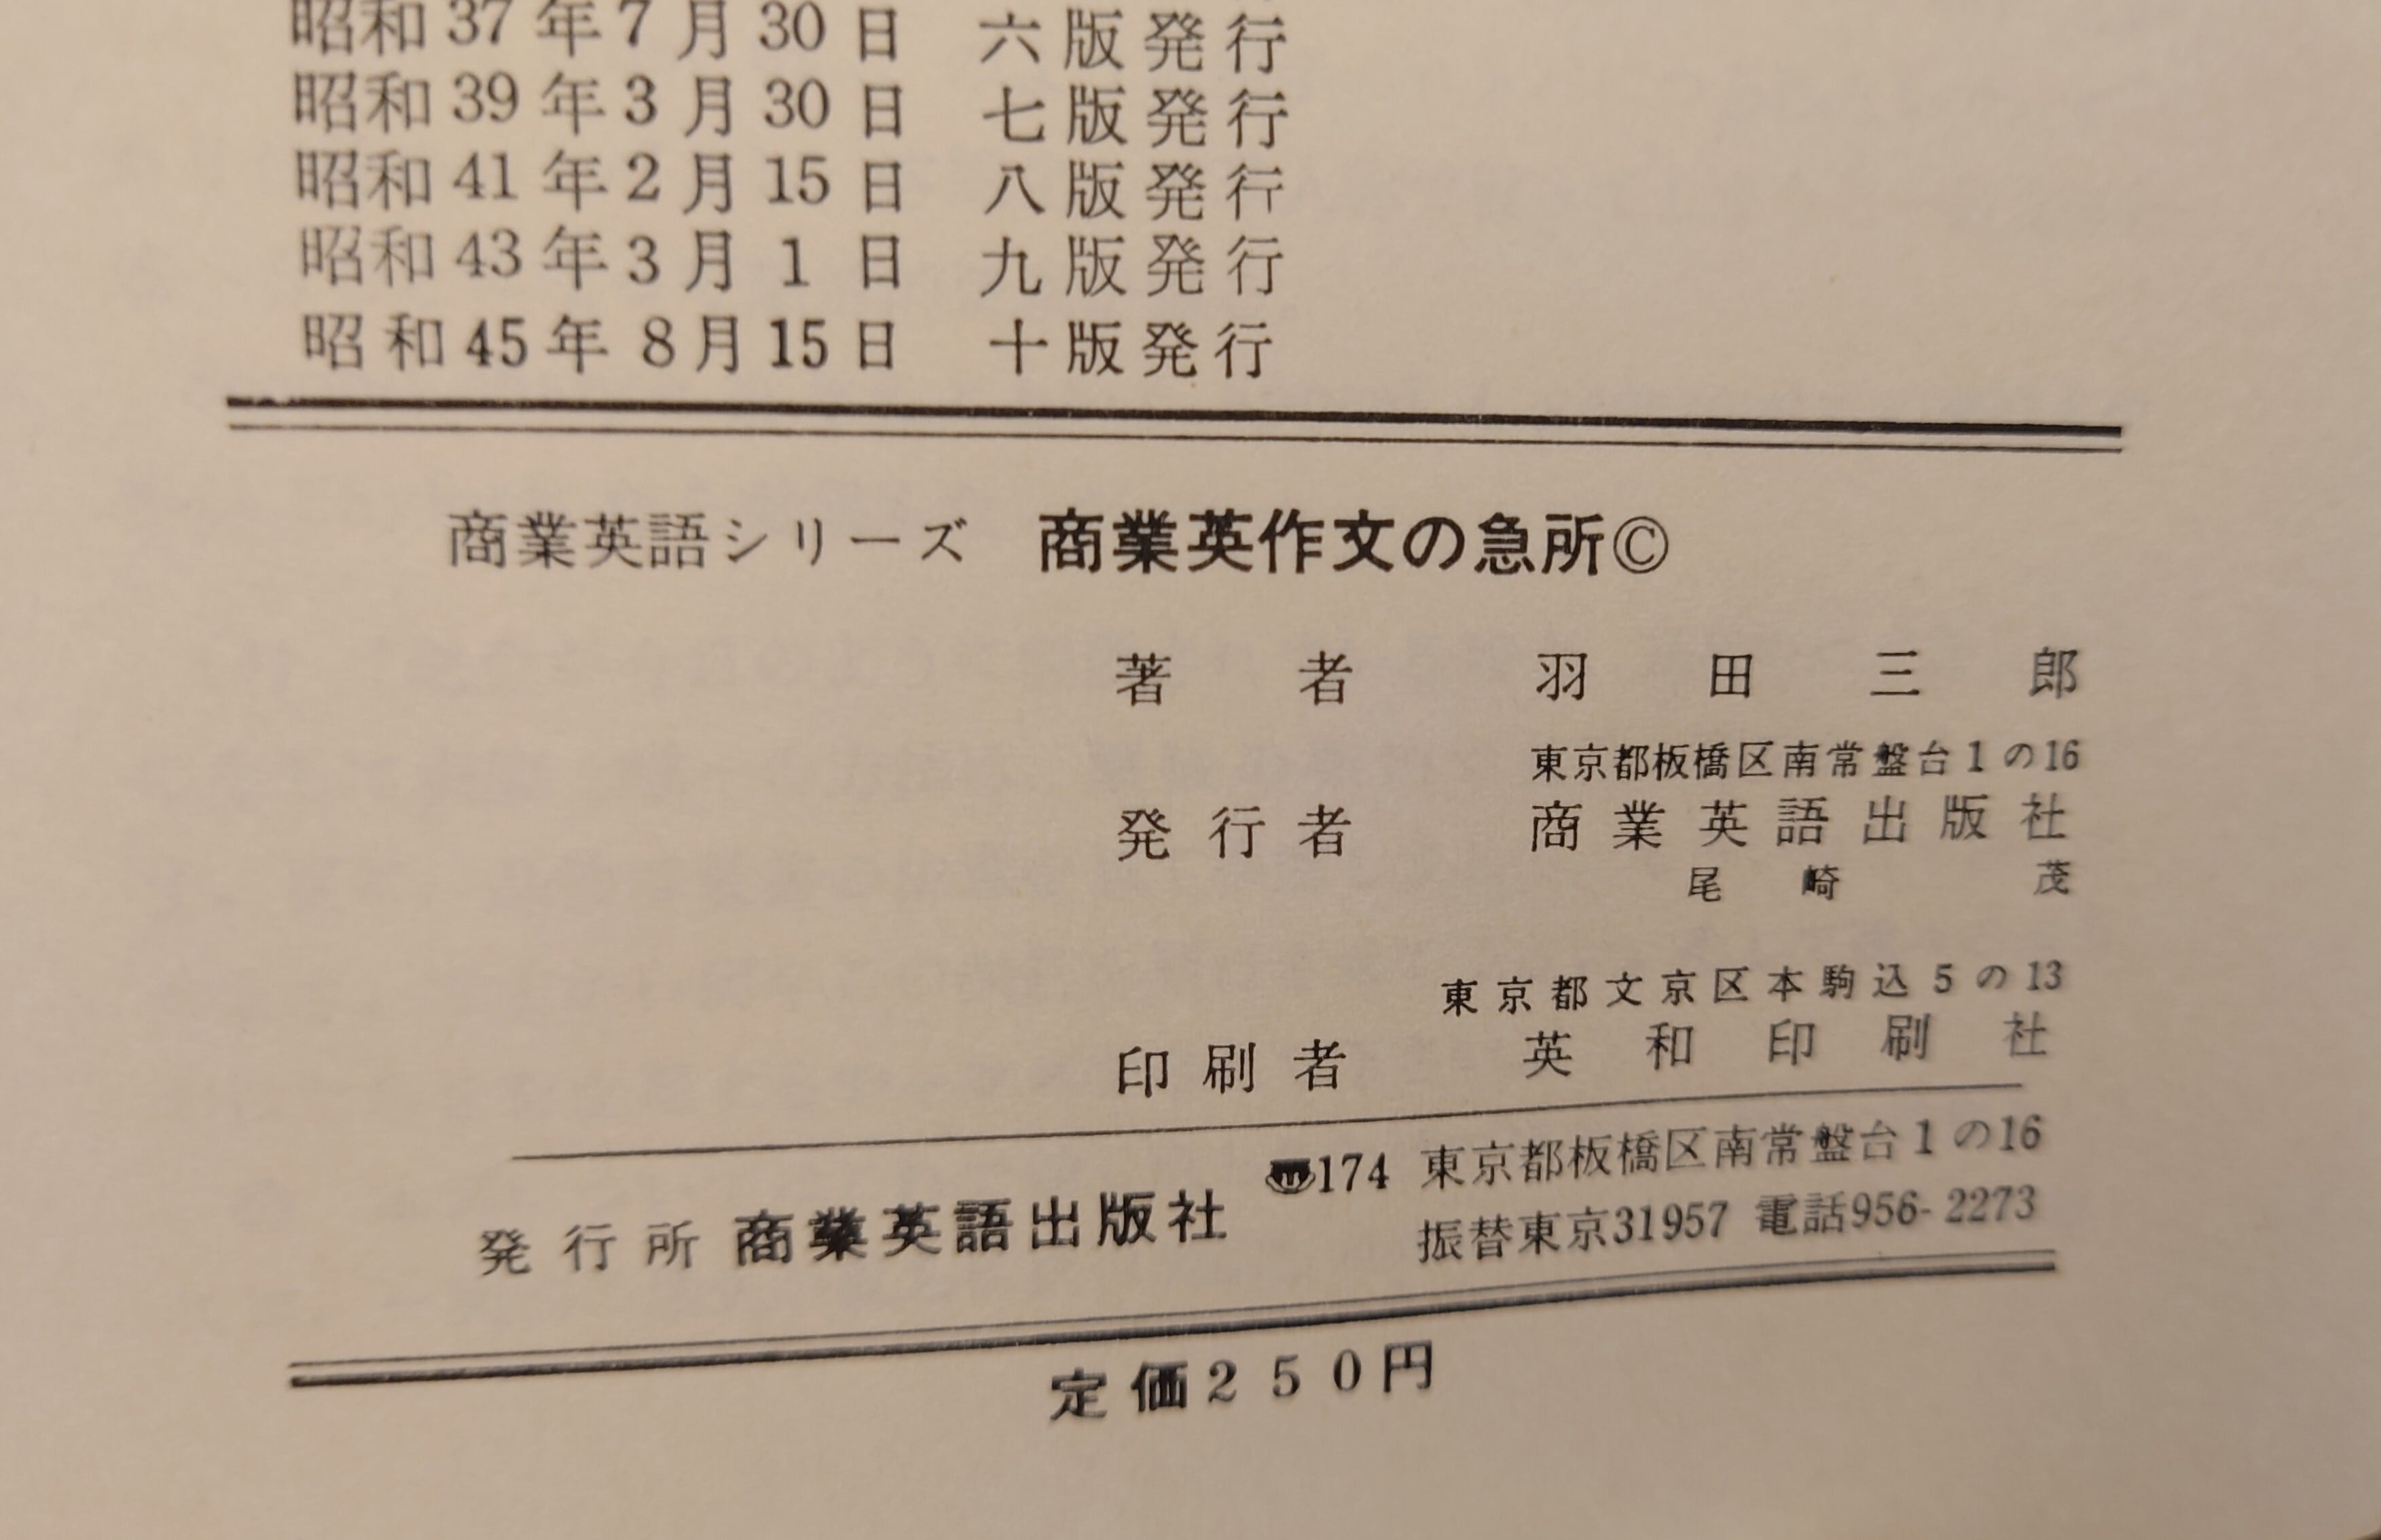 昭和37年7月30日 六版発行
昭和39年3月30日 七版発行
昭和41年2月15日 八版発行
昭和43年3月1日 九版発行
昭和45年8月15日 十版発行
商業英語シリーズ 商業英作文の急所©
著者 羽田三郎
東京都板橋区南常盤台1の16
発行者 商業英語出版社
尾崎茂
東京都文京区本駒込5の13
印刷者 英和印刷社
〠174 東京都板橋区南常盤台1の16
発行所 商業英語出版社
振替東京31957 電話956-2273
定価250円